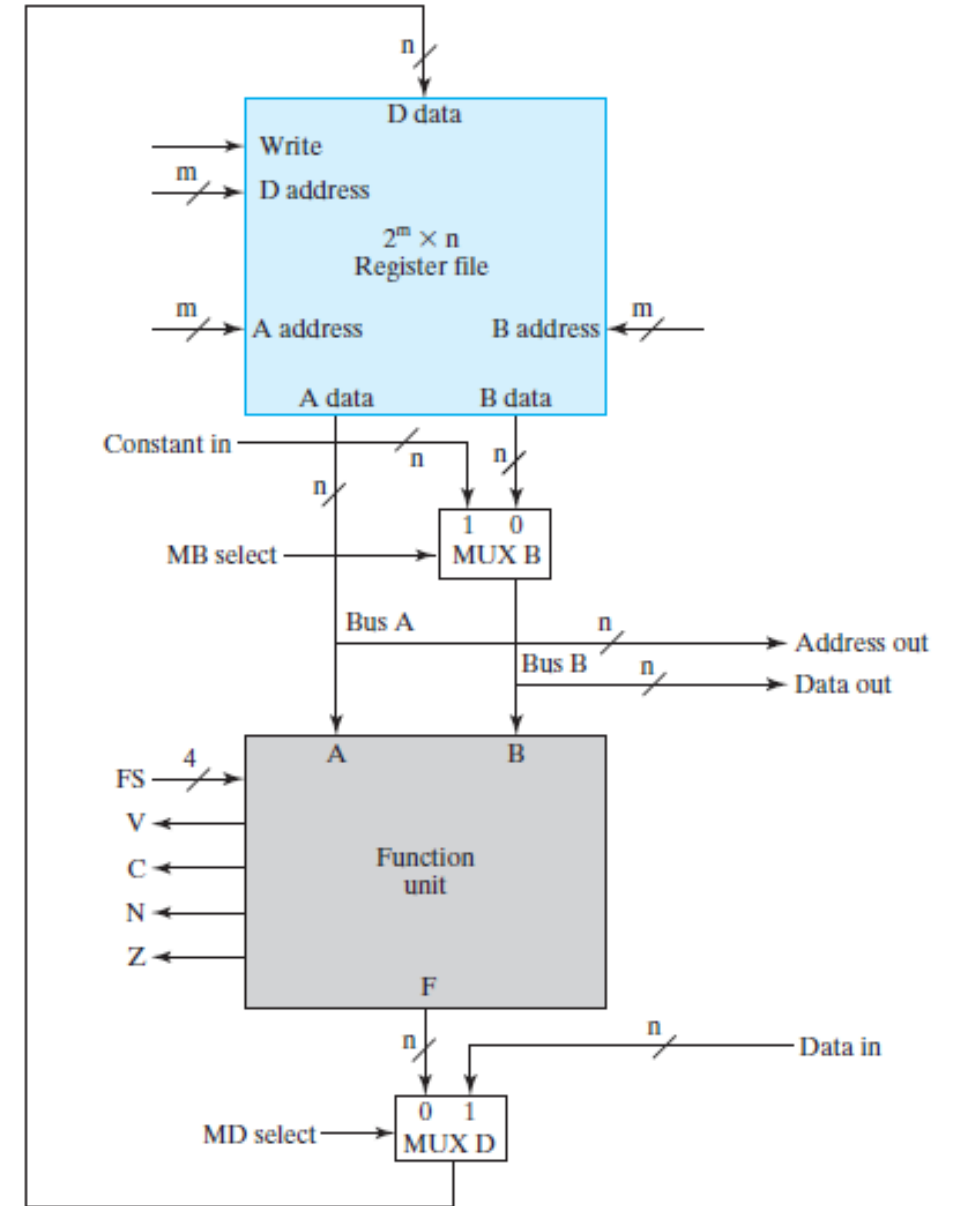 n
D data
Write
m
D address
2ᵐ × n
Register file
m
m
A address
B address
A data
B data
Constant in
n
n
n
1 0
MB select
MUX B
Bus A
n
Address out
Bus B
n
Data out
A
B
4
FS
V
Function
C
unit
N
Z
F
n
n
Data in
0 1
MD select
MUX D